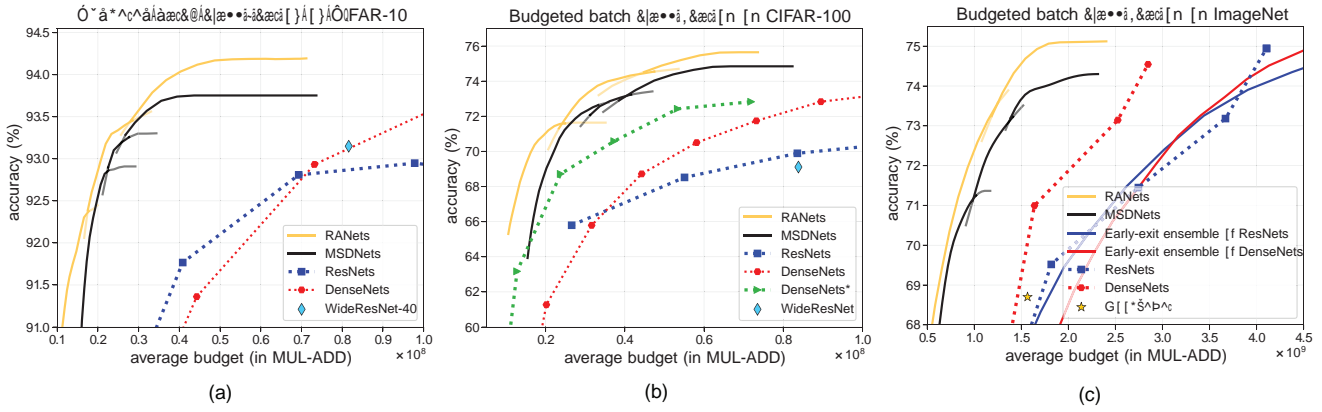 FAR-10
94.5
94.0
93.5
93.0
92.5
92.0
91.5
91.0
accuracy (%)
0.1 0.2 0.3 0.4 0.5 0.6 0.7 0.8 0.9 1.0
average budget (in MUL-ADD)
× 10⁸
RANets
MSDNets
ResNets
DenseNets
WideResNet-40
(a)
Budgeted batch [n [n CIFAR-100
76
74
72
70
68
66
64
62
60
accuracy (%)
0.2 0.4 0.6 0.8 1.0
average budget (in MUL-ADD)
× 10⁸
RANets
MSDNets
ResNets
DenseNets
DenseNets*
WideResNet
(b)
Budgeted batch [n [n ImageNet
75
74
73
72
71
70
69
68
accuracy (%)
0.5 1.0 1.5 2.0 2.5 3.0 3.5 4.0 4.5
average budget (in MUL-ADD)
× 10⁹
RANets
MSDNets
Early-exit ensemble [f ResNets
Early-exit ensemble [f DenseNets
ResNets
DenseNets
(c)